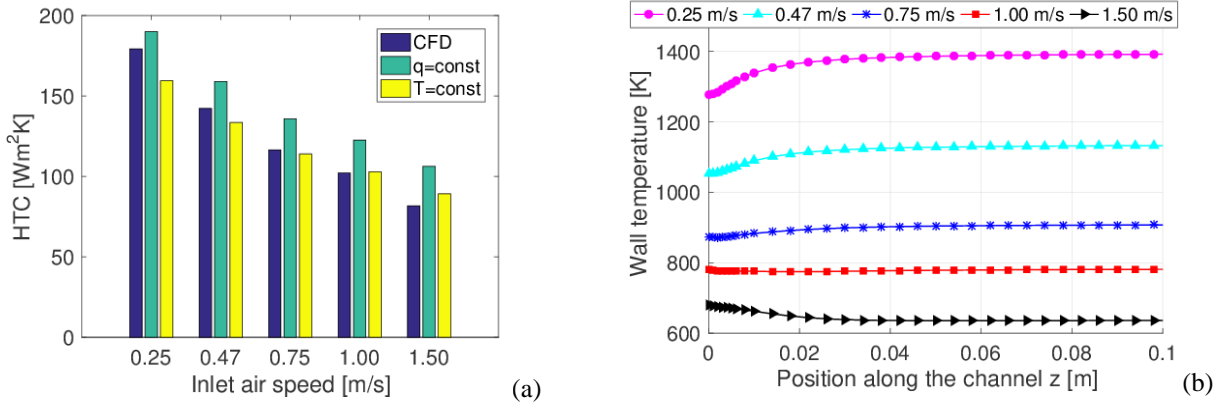 200
150
100
50
0
HTC [Wm²K]
CFD
q=const
T=const
0.25 0.47 0.75 1.00 1.50
Inlet air speed [m/s]
(a)
0.25 m/s 0.47 m/s 0.75 m/s 1.00 m/s 1.50 m/s
1400
1200
1000
800
600
Wall temperature [K]
0 0.02 0.04 0.06 0.08 0.1
Position along the channel z [m]
(b)